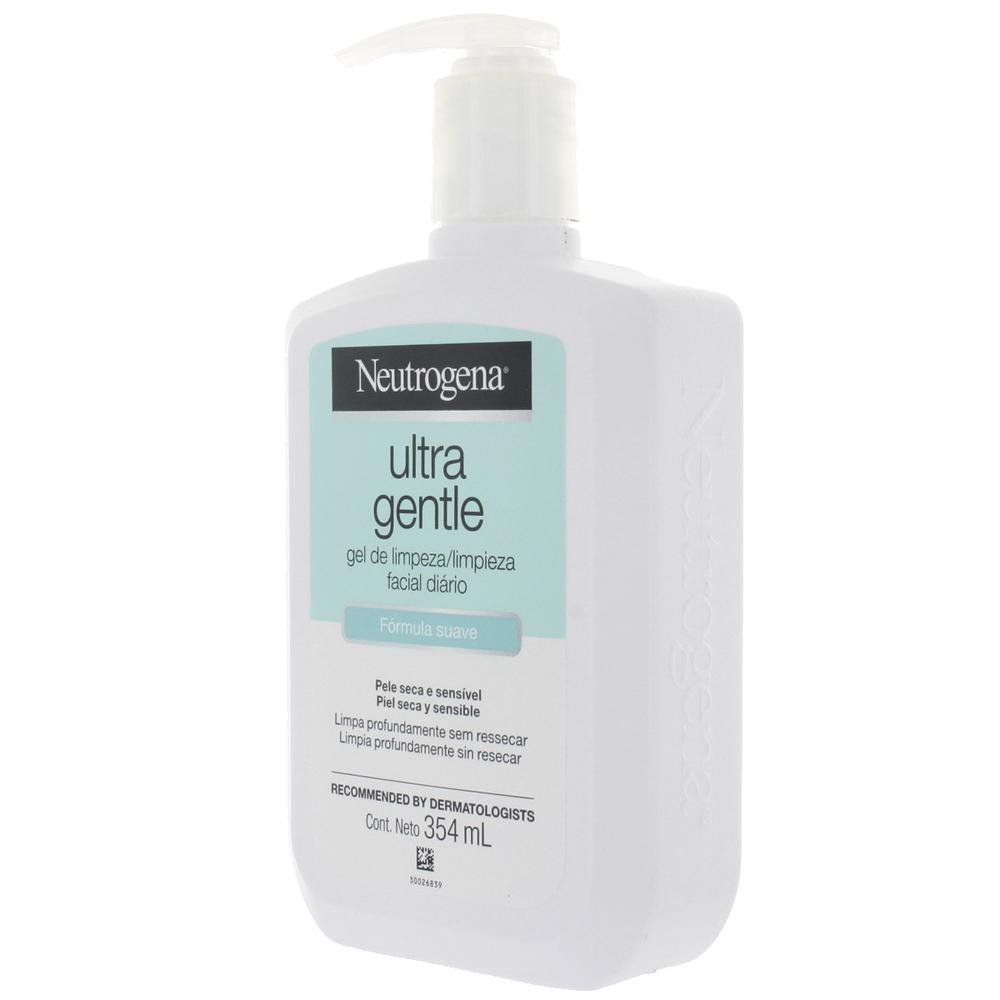 Neutrogena®
ultra
gentle
gel de limpeza/limpieza
facial diário
Fórmula suave
Pele seca e sensível
Piel seca y sensible
Limpa profundamente sem ressecar
Limpia profundamente sin resecar
RECOMMENDED BY DERMATOLOGISTS
Cont. Neto 354 mL
30026839
Neutrogena